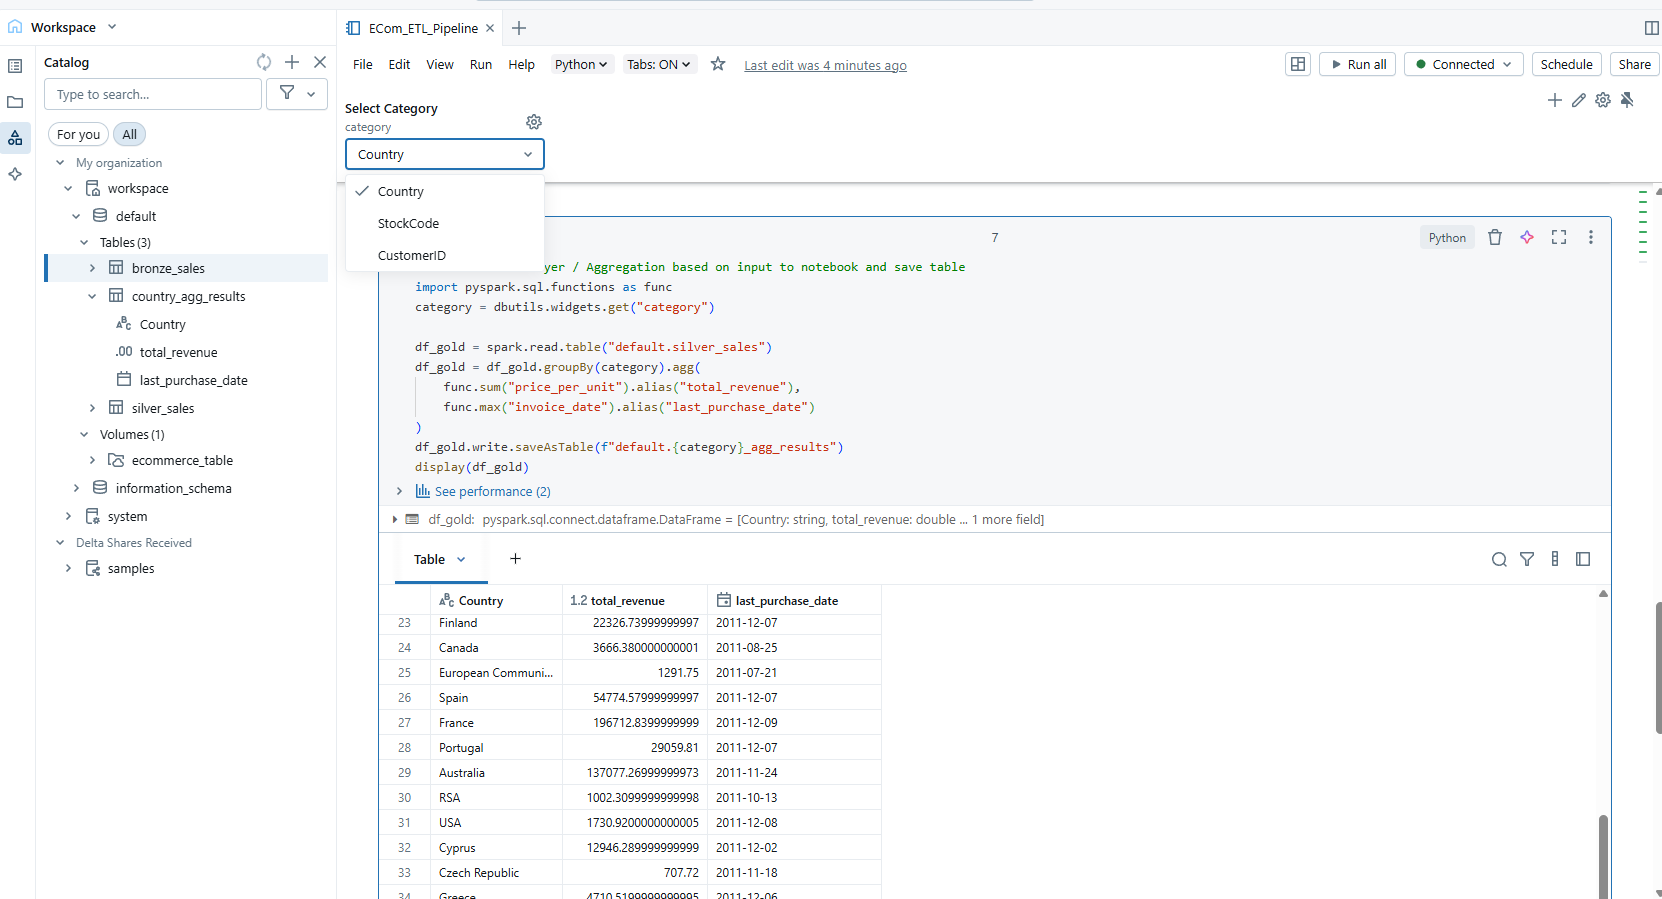 Workspace
ECom_ETL_Pipeline
Catalog
Type to search...
For you
All
My organization
workspace
default
Tables (3)
bronze_sales
country_agg_results
Country
total_revenue
last_purchase_date
silver_sales
Volumes (1)
ecommerce_table
information_schema
system
Delta Shares Received
samples
File Edit View Run Help Python Tabs: ON Last edit was 4 minutes ago
Run all Connected Schedule Share
Select Category
category
Country
Country
StockCode
CustomerID
7
Python
yer / Aggregation based on input to notebook and save table
import pyspark.sql.functions as func
category = dbutils.widgets.get("category")
df_gold = spark.read.table("default.silver_sales")
df_gold = df_gold.groupBy(category).agg(
func.sum("price_per_unit").alias("total_revenue"),
func.max("invoice_date").alias("last_purchase_date")
)
df_gold.write.saveAsTable(f"default.{category}_agg_results")
display(df_gold)
See performance (2)
df_gold: pyspark.sql.connect.dataframe.DataFrame = [Country: string, total_revenue: double ... 1 more field]
Table
Country 1.2 total_revenue last_purchase_date
23 Finland 22326.73999999997 2011-12-07
24 Canada 3666.380000000001 2011-08-25
25 European Communi... 1291.75 2011-07-21
26 Spain 54774.57999999997 2011-12-07
27 France 196712.8399999999 2011-12-09
28 Portugal 29059.81 2011-12-07
29 Australia 137077.26999999973 2011-11-24
30 RSA 1002.3099999999998 2011-10-13
31 USA 1730.9200000000005 2011-12-08
32 Cyprus 12946.289999999999 2011-12-02
33 Czech Republic 707.72 2011-11-18
34 Greece 4710.5199999999995 2011-12-06